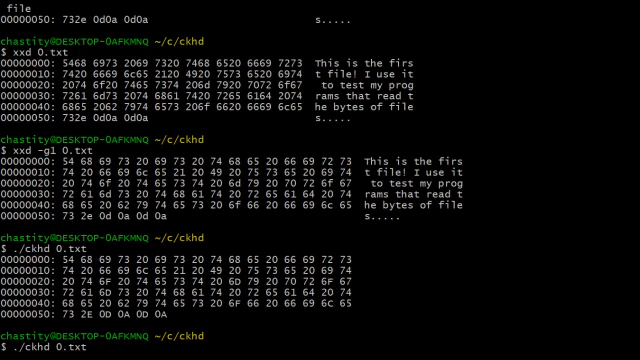 file
00000050: 732e 0d0a 0d0a                           s.....
chastity@DESKTOP-0AFKMNQ ~/c/ckhd
$ xxd 0.txt
00000000: 5468 6973 2069 7320 7468 6520 6669 7273  This is the firs
00000010: 7420 6669 6c65 2120 4920 7573 6520 6974  t file! I use it
00000020: 2074 6f20 7465 7374 206d 7920 7072 6f67   to test my prog
00000030: 7261 6d73 2074 6861 7420 7265 6164 2074  rams that read t
00000040: 6865 2062 7974 6573 206f 6620 6669 6c65  he bytes of file
00000050: 732e 0d0a 0d0a                           s.....
chastity@DESKTOP-0AFKMNQ ~/c/ckhd
$ xxd -g1 0.txt
00000000: 54 68 69 73 20 69 73 20 74 68 65 20 66 69 72 73  This is the firs
00000010: 74 20 66 69 6c 65 21 20 49 20 75 73 65 20 69 74  t file! I use it
00000020: 20 74 6f 20 74 65 73 74 20 6d 79 20 70 72 6f 67   to test my prog
00000030: 72 61 6d 73 20 74 68 61 74 20 72 65 61 64 20 74  rams that read t
00000040: 68 65 20 62 79 74 65 73 20 6f 66 20 66 69 6c 65  he bytes of file
00000050: 73 2e 0d 0a 0d 0a                                s.....
chastity@DESKTOP-0AFKMNQ ~/c/ckhd
$ ./ckhd 0.txt
00000000: 54 68 69 73 20 69 73 20 74 68 65 20 66 69 72 73
00000010: 74 20 66 69 6C 65 21 20 49 20 75 73 65 20 69 74
00000020: 20 74 6F 20 74 65 73 74 20 6D 79 20 70 72 6F 67
00000030: 72 61 6D 73 20 74 68 61 74 20 72 65 61 64 20 74
00000040: 68 65 20 62 79 74 65 73 20 6F 66 20 66 69 6C 65
00000050: 73 2E 0D 0A 0D 0A
chastity@DESKTOP-0AFKMNQ ~/c/ckhd
$ ./ckhd 0.txt